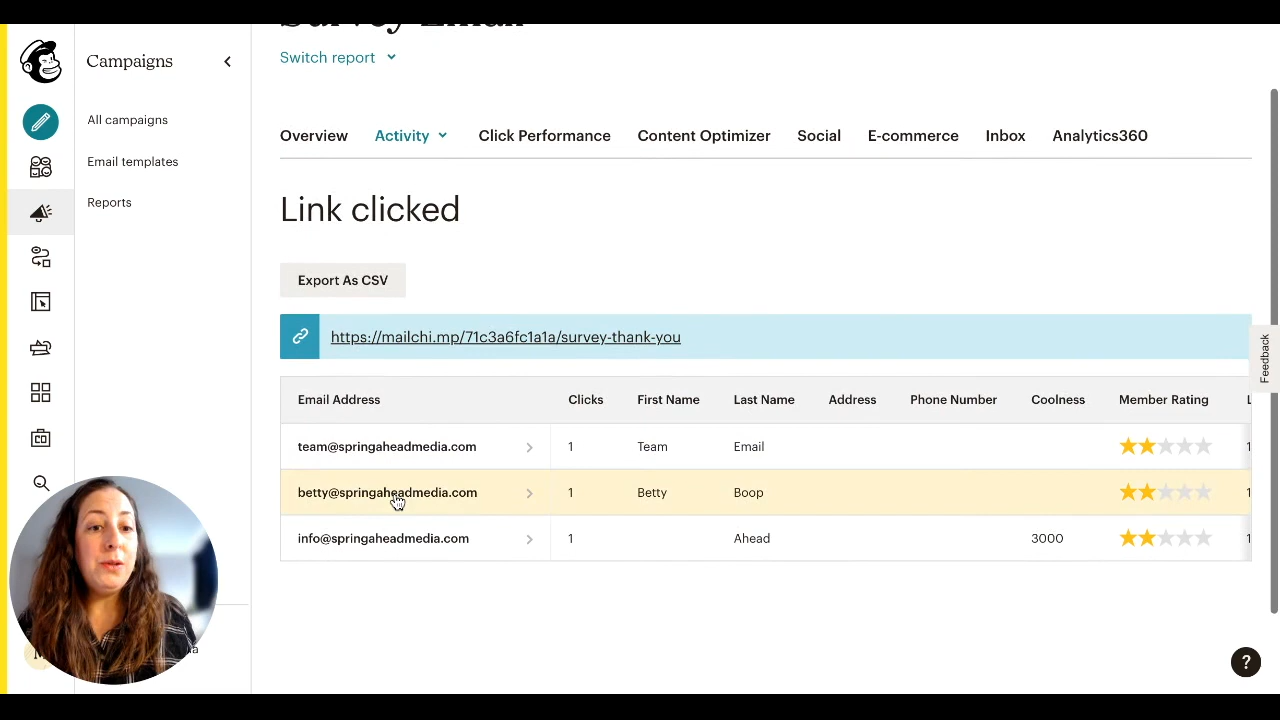 Survey Email
Switch report
Campaigns
All campaigns
Email templates
Reports
Overview Activity Click Performance Content Optimizer Social E-commerce Inbox Analytics360
Link clicked
Export As CSV
https://mailchi.mp/71c3a6fc1a1a/survey-thank-you
Email Address Clicks First Name Last Name Address Phone Number Coolness Member Rating
team@springaheadmedia.com 1 Team Email
betty@springaheadmedia.com 1 Betty Boop
info@springaheadmedia.com 1 Ahead 3000
Feedback
?